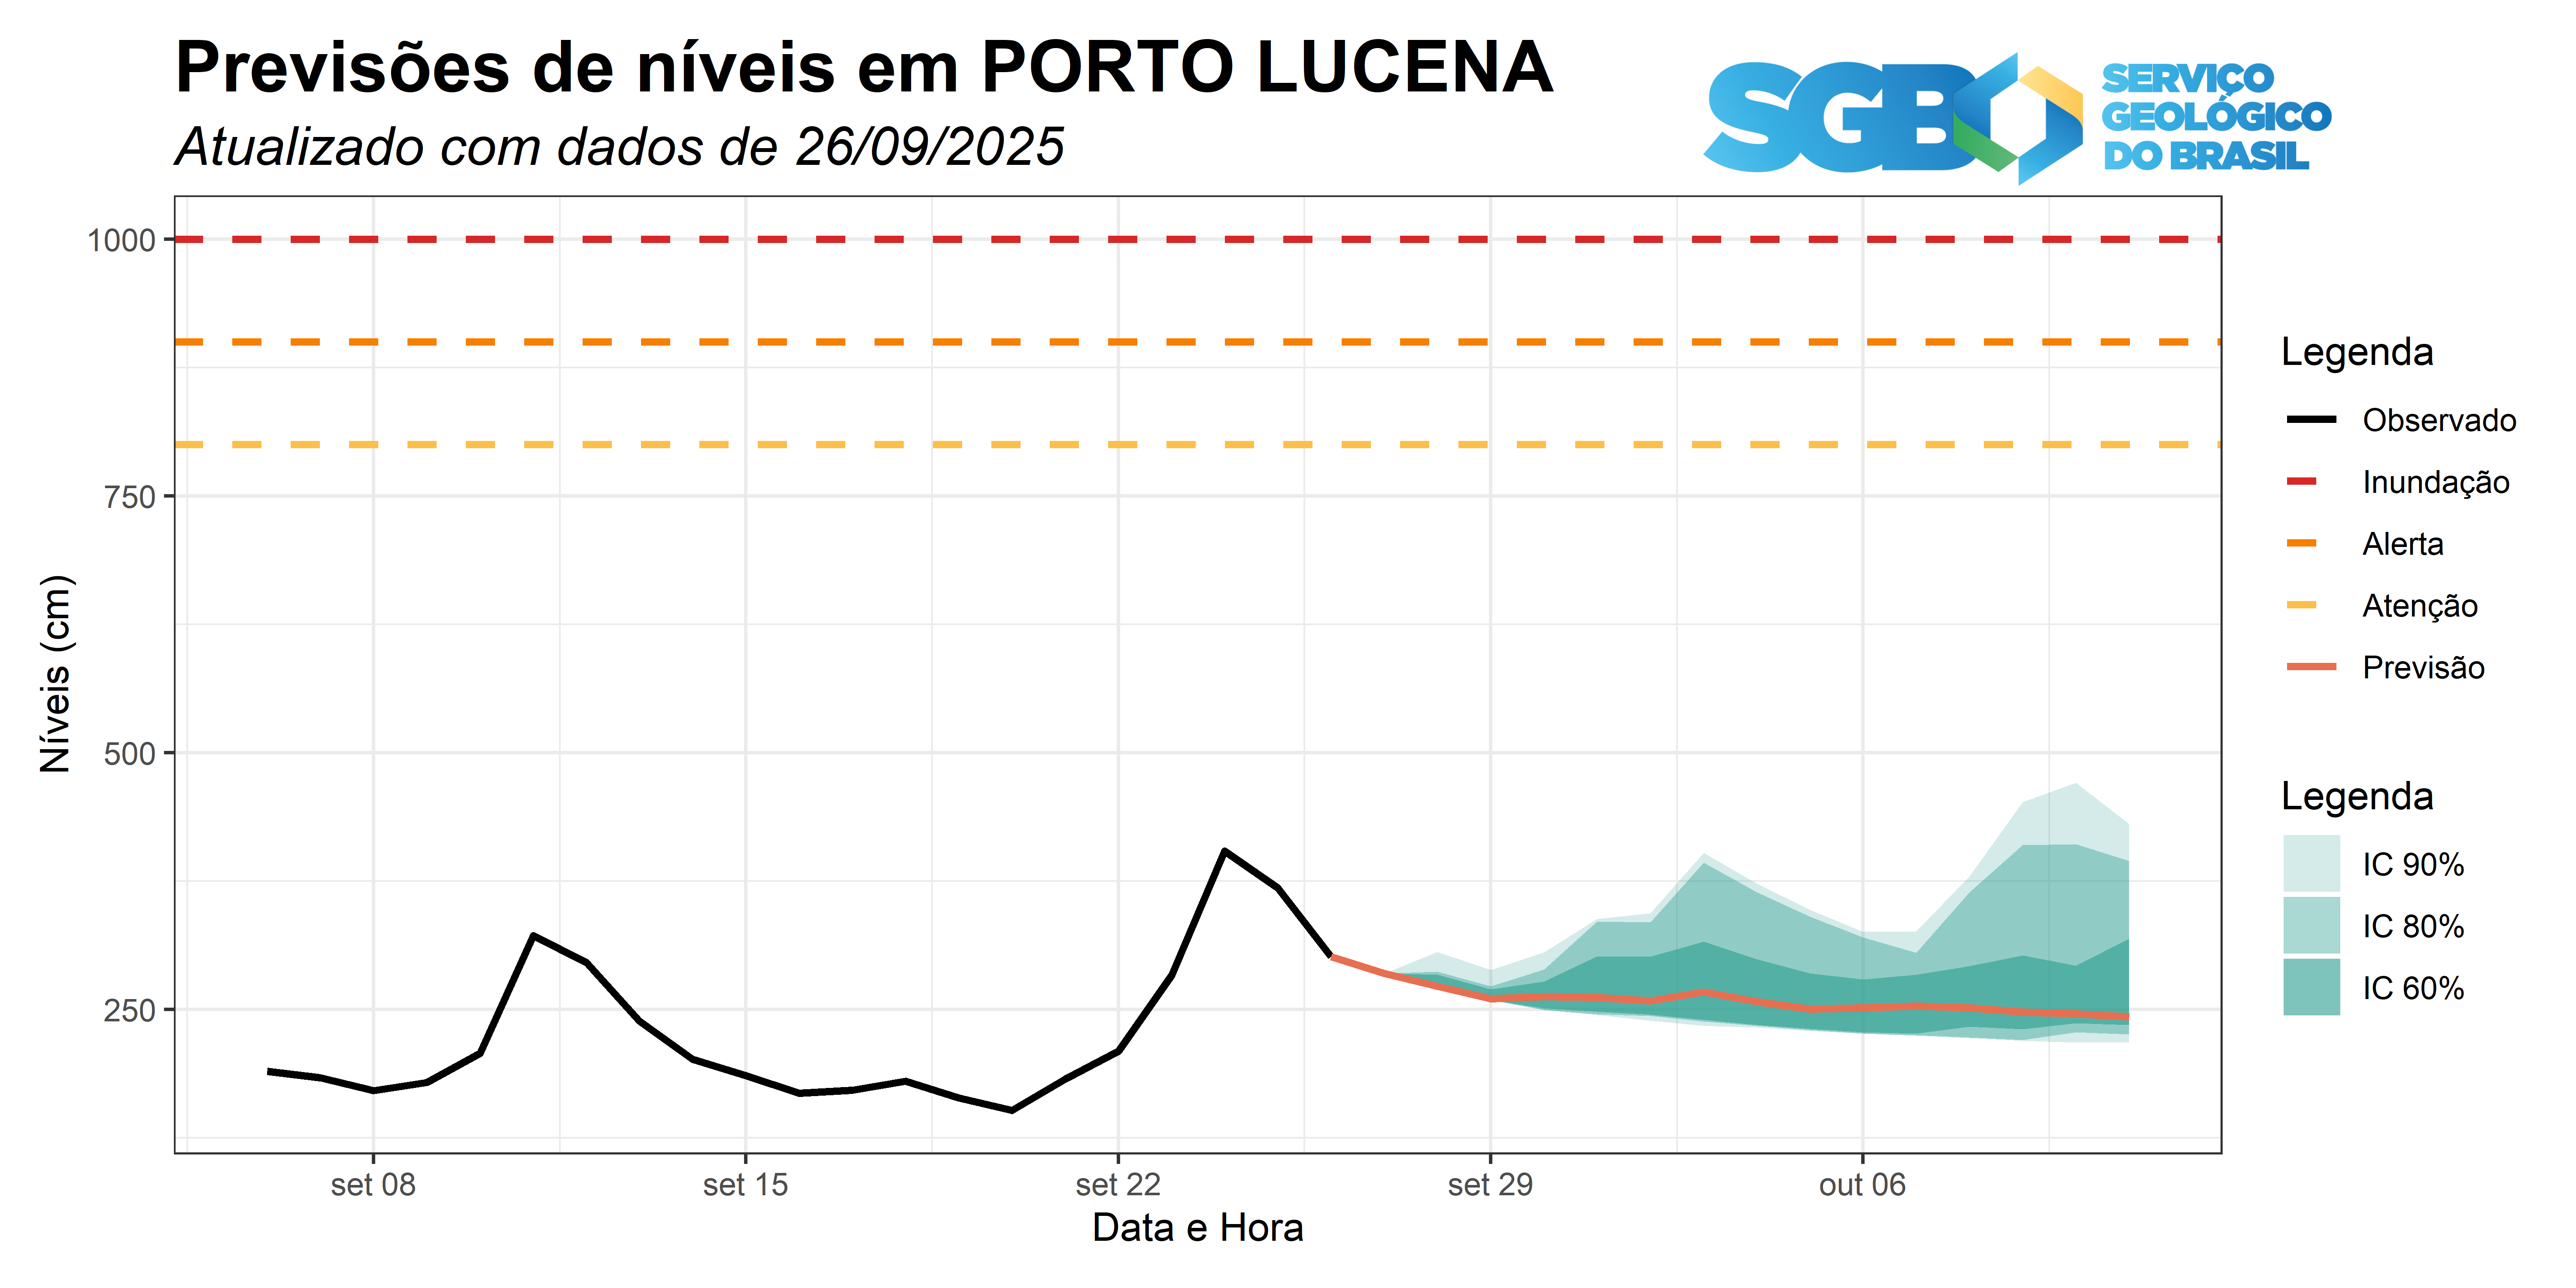 Previsões de níveis em PORTO LUCENA
Atualizado com dados de 26/09/2025
SGB
SERVIÇO
GEOLÓGICO
DO BRASIL
1000
750
500
250
Níveis (cm)
set 08
set 15
set 22
set 29
out 06
Data e Hora
Legenda
Observado
Inundação
Alerta
Atenção
Previsão
Legenda
IC 90%
IC 80%
IC 60%